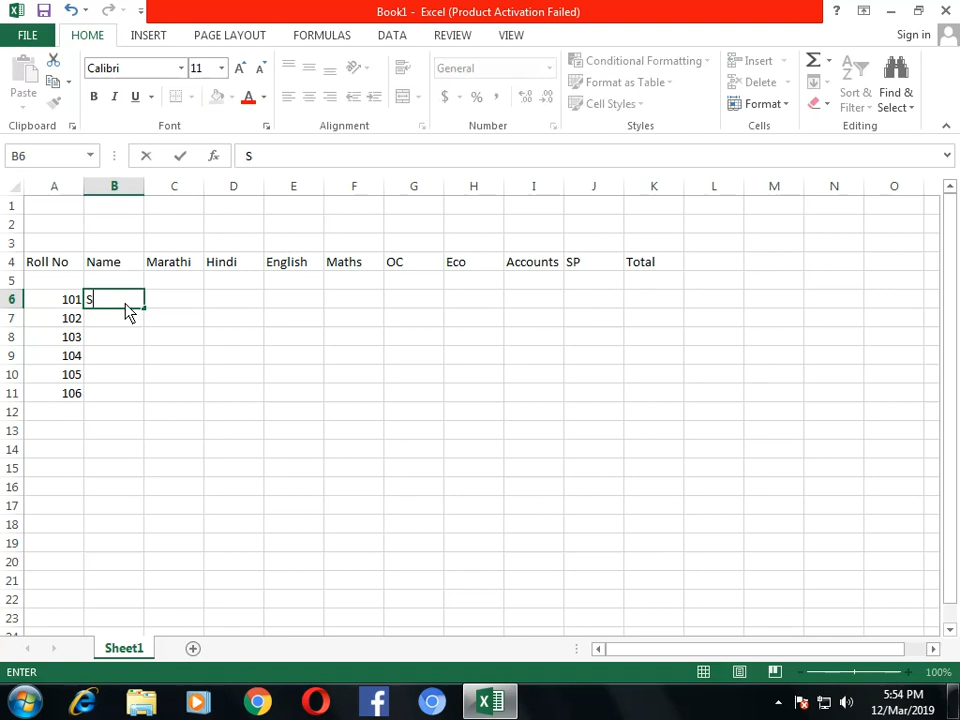 Book1 - Excel (Product Activation Failed)
?
FILE HOME INSERT PAGE LAYOUT FORMULAS DATA REVIEW VIEW Sign in
Paste
Calibri 11
B I U
General
$ % ,
Conditional Formatting
Format as Table
Cell Styles
Insert
Delete
Format
Sort & Filter
Find & Select
Clipboard Font Alignment Number Styles Cells Editing
B6 fx S
A B C D E F G H I J K L M N O
1
2
3
4 Roll No Name Marathi Hindi English Maths OC Eco Accounts SP Total
5
6 101 S
7 102
8 103
9 104
10 105
11 106
12
13
14
15
16
17
18
19
20
21
22
23
Sheet1
ENTER 100%
5:54 PM
12/Mar/2019